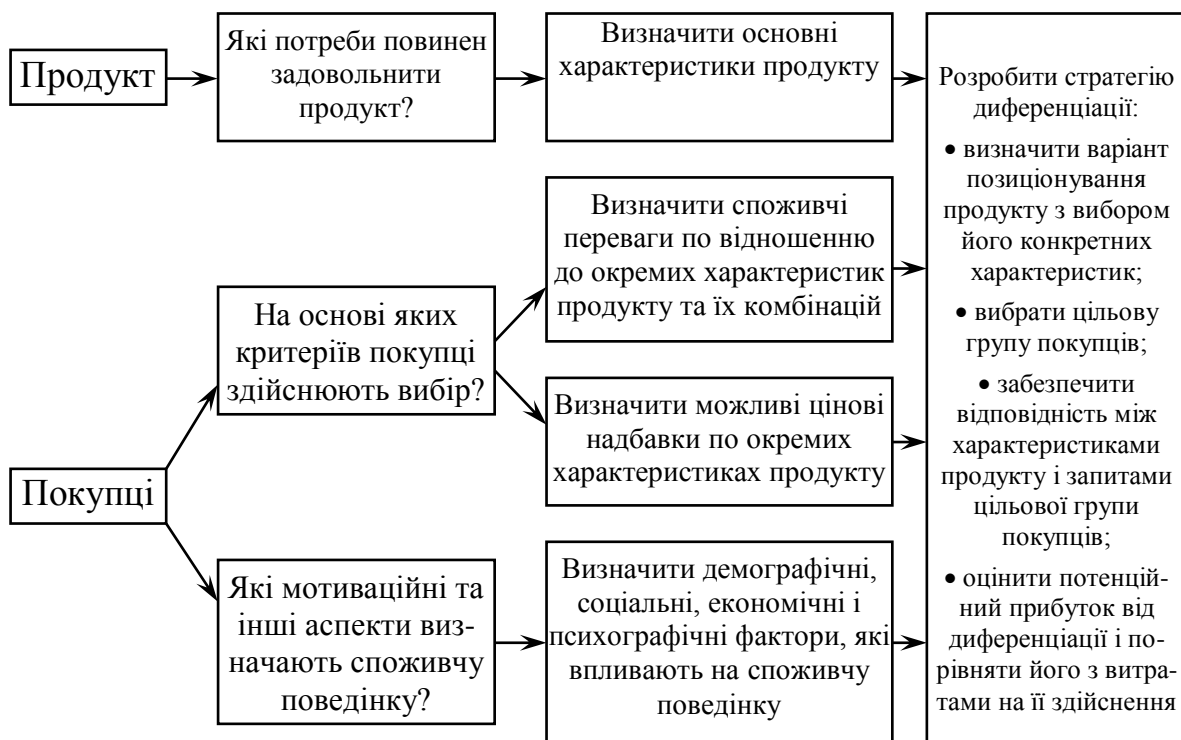 Продукт
Які потреби повинен
задовольнити
продукт?
Визначити основні
характеристики продукту
Покупці
На основі яких
критеріїв покупці
здійснюють вибір?
Визначити споживчі
переваги по відношенню
до окремих характеристик
продукту та їх комбінацій
Визначити можливі цінові
надбавки по окремих
характеристиках продукту
Які мотиваційні та
інші аспекти виз-
начають споживчу
поведінку?
Визначити демографічні,
соціальні, економічні і
психографічні фактори, які
впливають на споживчу
поведінку
Розробити стратегію
диференціації:
• визначити варіант
позиціонування
продукту з вибором
його конкретних
характеристик;
• вибрати цільову
групу покупців;
• забезпечити
відповідність між
характеристиками
продукту і запитами
цільової групи
покупців;
• оцінити потенцій-
ний прибуток від
диференціації і по-
рівняти його з витра-
тами на її здійснення